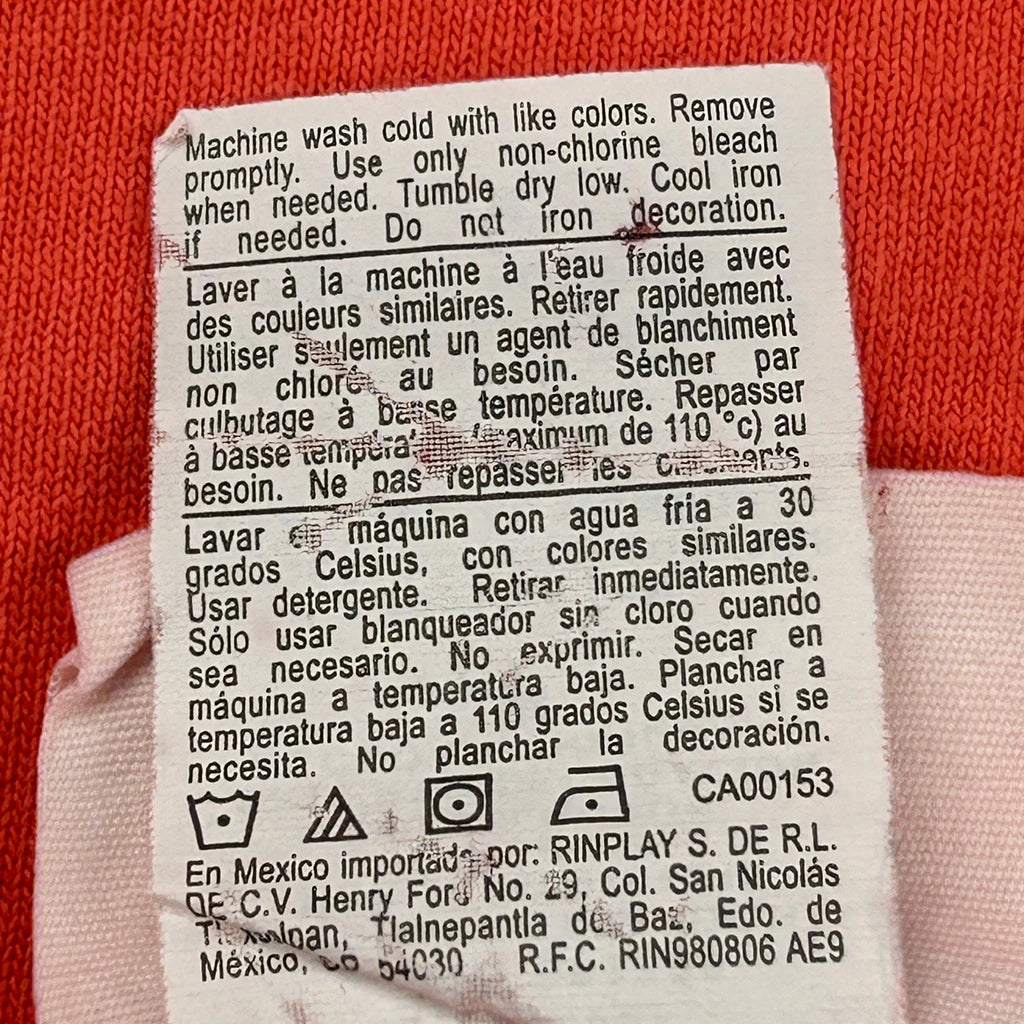 Machine wash cold with like colors. Remove
promptly. Use only non-chlorine bleach
when needed. Tumble dry low. Cool iron
if needed. Do not iron decoration.
Laver à la machine à l'eau froide avec
des couleurs similaires. Retirer rapidement.
Utiliser seulement un agent de blanchiment
non chloré au besoin. Sécher par
culbutage à basse température. Repasser
à basse de 110 °c) au
besoin. Ne pas repasser les
Lavar máquina con agua fria a 30
grados Celsius, con colores similares.
Usar detergente. Retirar inmediatamente.
Sólo usar blanqueador sin cloro cuando
sea necesario. No exprimir. Secar en
máquina a temperatura baja. Planchar a
temperatura baja a 110 grados Celsius si se
necesita. No planchar la decoración.
CA00153
En Mexico importado por: RINPLAY S. DE R.L.
DE C.V. Henry Ford No. 29, Col. San Nicolás
Tlalnepantla de Baz, Edo. de
México, 54030 R.F.C. RIN980806 AE9